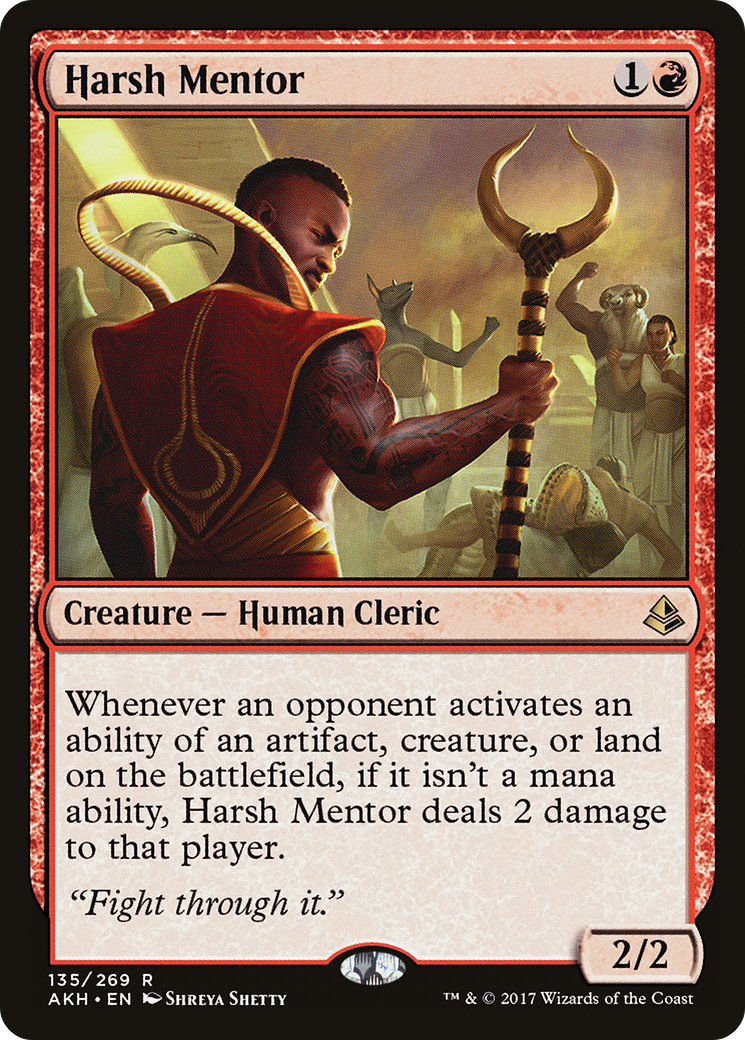 Harsh Mentor 1
Creature — Human Cleric
Whenever an opponent activates an
ability of an artifact, creature, or land
on the battlefield, if it isn't a mana
ability, Harsh Mentor deals 2 damage
to that player.
"Fight through it."
2/2
135/269 R
AKH • EN Shreya Shetty
™ & © 2017 Wizards of the Coast